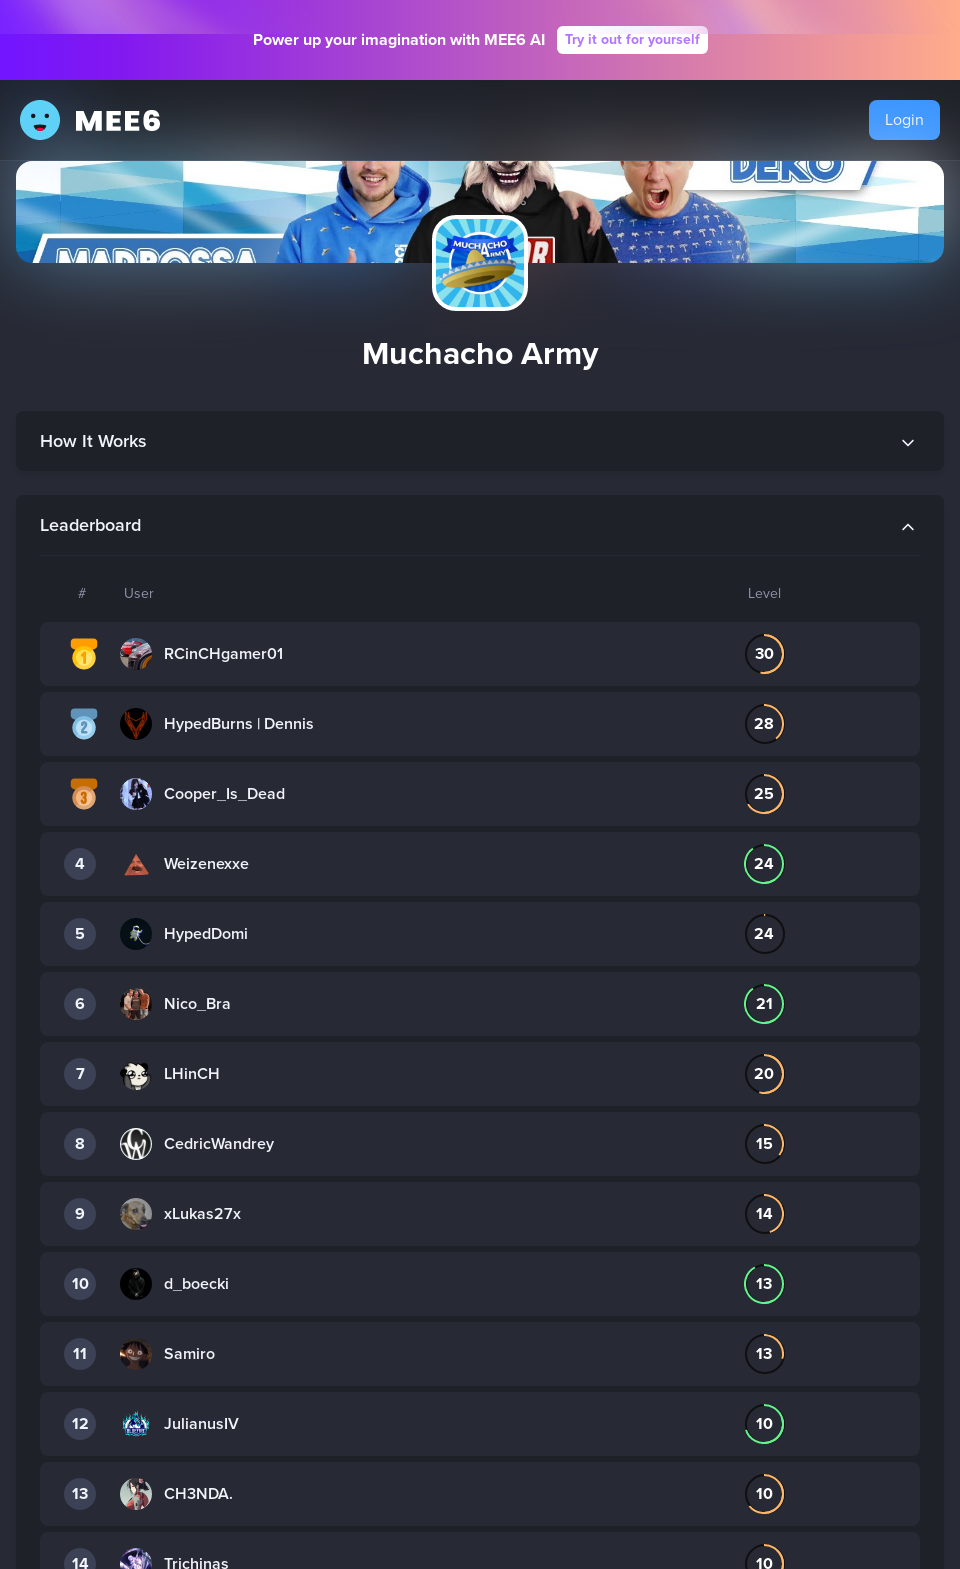 Power up your imagination with MEE6 AI Try it out for yourself
MEE6 Login
DERO
MADBOSSA
MUCHACHO
ARMY
Muchacho Army
How It Works
Leaderboard
# User Level
1 RCinCHgamer01 30
2 HypedBurns | Dennis 28
3 Cooper_Is_Dead 25
4 Weizenexxe 24
5 HypedDomi 24
6 Nico_Bra 21
7 LHinCH 20
8 CedricWandrey 15
9 xLukas27x 14
10 d_boecki 13
11 Samiro 13
12 JulianusIV 10
13 CH3NDA. 10
14 Trichinas 10